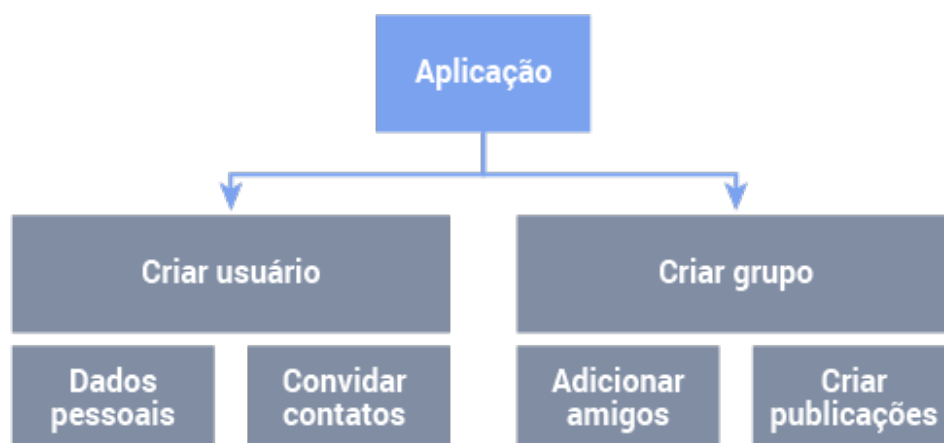 Aplicação
Criar usuário
Criar grupo
Dados
pessoais
Convidar
contatos
Adicionar
amigos
Criar
publicações